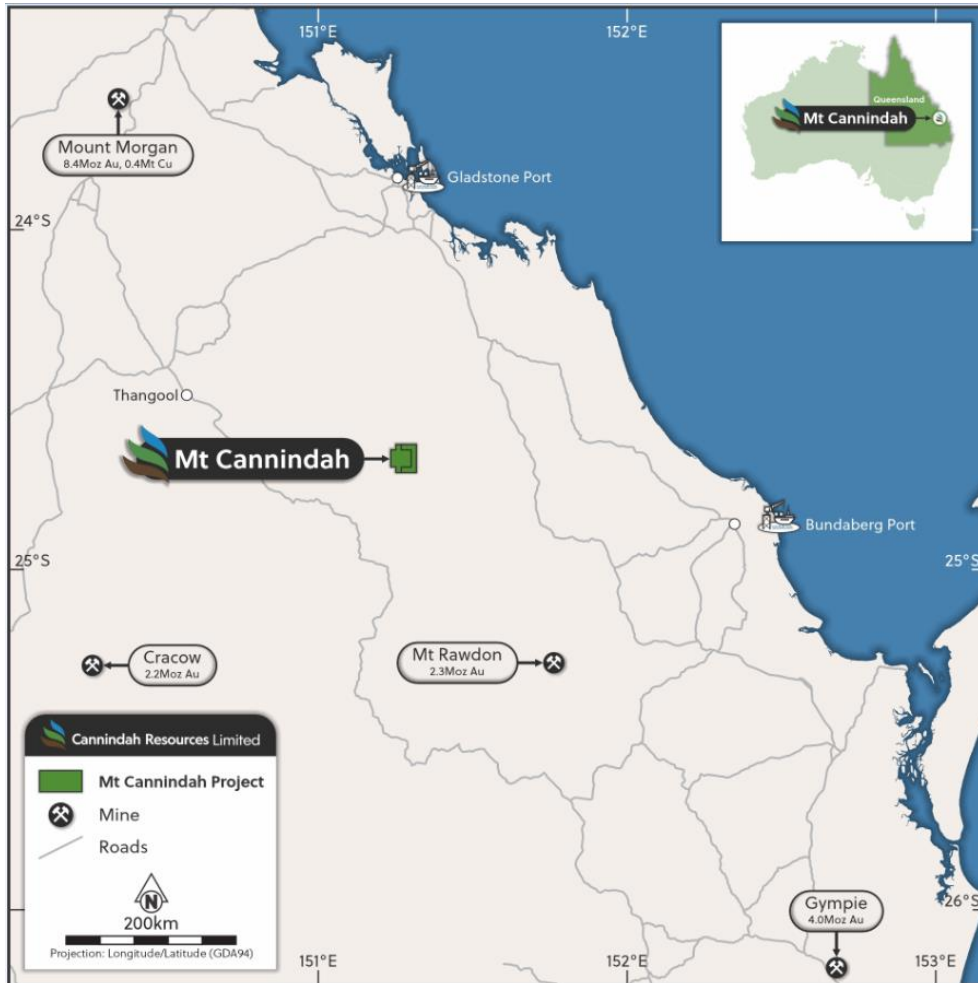 151°E
152°E
Queensland
Mt Cannindah
Mount Morgan
8.4Moz Au, 0.4Mt Cu
Gladstone Port
24°S
Thangool
Mt Cannindah
Bundaberg Port
25°S
25°S
Cracow
2.2Moz Au
Mt Rawdon
2.3Moz Au
Cannindah Resources Limited
Mt Cannindah Project
Mine
Roads
N
200km
Projection: Longitude/Latitude (GDA94)
Gympie
4.0Moz Au
26°S
151°E
152°E
153°E